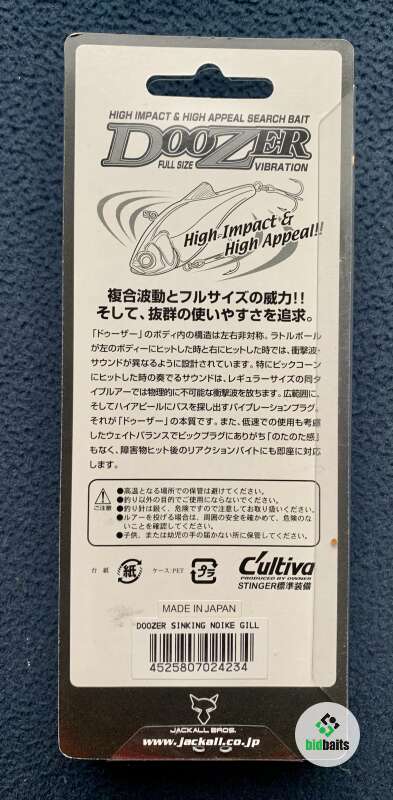 HIGH IMPACT & HIGH APPEAL SEARCH BAIT
DOOZER
FULL SIZE VIBRATION
High Impact &
High Appeal!!
複合波動とフルサイズの威力!!
そして、抜群の使いやすさを追求。
「ドゥーザー」のボディ内の構造は左右非対称。ラトルボール
が左のボディーにヒットした時と右にヒットした時では、衝撃波・
サウンドが異なるように設計されています。特にビックコーン
にヒットした時の奏でるサウンドは、レギュラーサイズの同タ
イプルアーでは物理的に不可能な衝撃波を放ちます。広範囲に、
そしてハイアピールにバスを探し出すバイブレーションプラグ。
それが「ドゥーザー」の本質です。また、低速での使用も考慮し
たウェイトバランスでビックプラグにありがち「のたのた感」
もなく、障害物ヒット後のリアクションバイトにも即座に対応
します。
ご注意
●高温となる場所での保管は避けてください。
●釣り以外の目的でご使用にならないでください。
●釣り針は鋭く、危険ですので注意してお取り扱いください。
●ルアーを投げる場合は、周囲の安全を確かめて、危険のな
いことを確認してください。
●子供、または幼児の手の届かない所に保管してください。
台紙 紙 ケース:PET プラ
C'ultiva
PRODUCED BY OWNER
STINGER標準装備
MADE IN JAPAN
DOOZER SINKING NOIKE GILL
4525807024234
JACKALL BROS.
www.jackall.co.jp
bidbaits